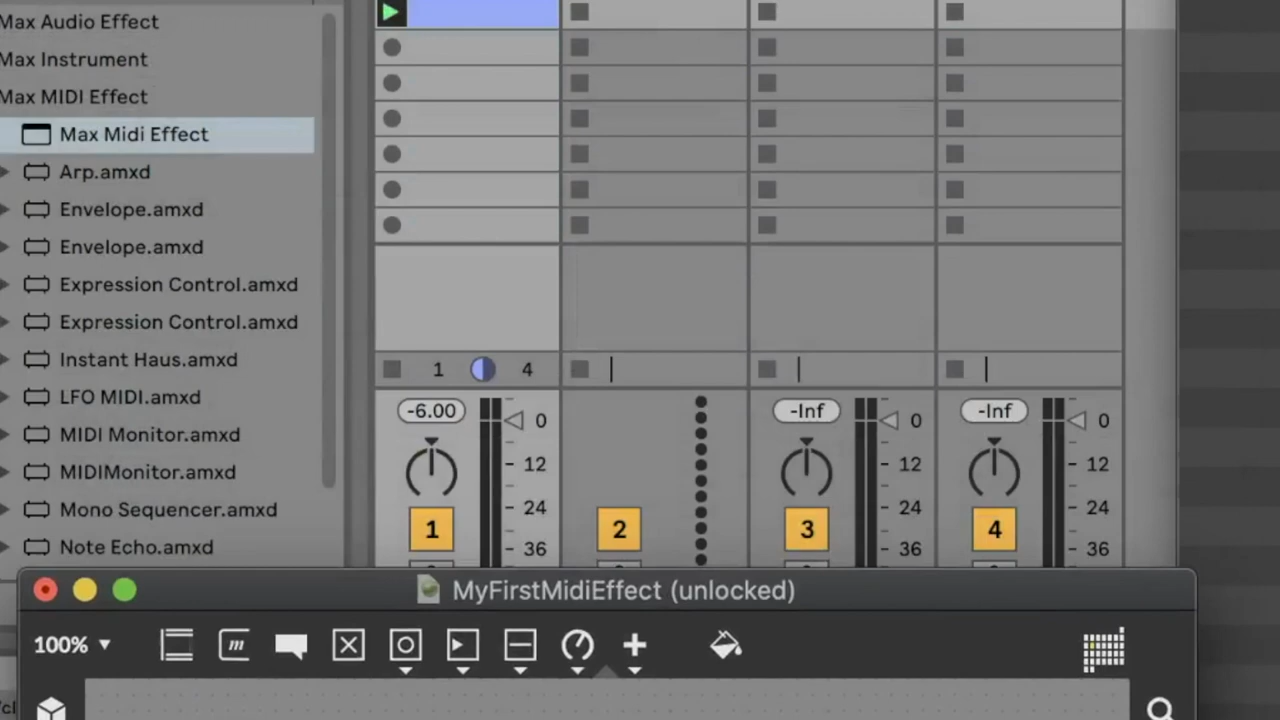 Max Audio Effect
Max Instrument
Max MIDI Effect
Max Midi Effect
Arp.amxd
Envelope.amxd
Envelope.amxd
Expression Control.amxd
Expression Control.amxd
Instant Haus.amxd
LFO MIDI.amxd
MIDI Monitor.amxd
MIDIMonitor.amxd
Mono Sequencer.amxd
Note Echo.amxd
1 4
-6.00 0 -Inf 0 -Inf 0
12 12 12
24 24 24
1 2 3 4
36 36 36
MyFirstMidiEffect (unlocked)
100% m